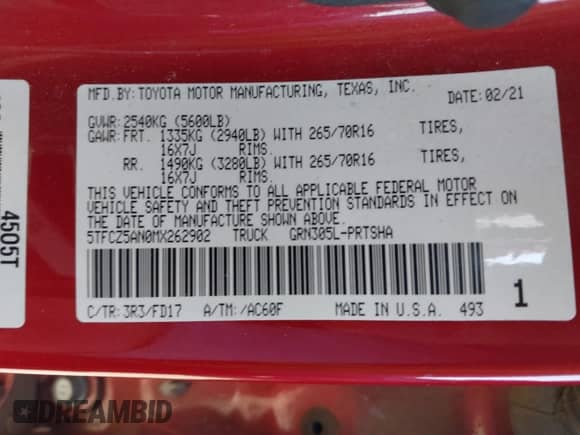 MFD.BY:TOYOTA MOTOR MANUFACTURING, TEXAS, INC.
DATE:02/21
GVWR:2540KG (5600LB)
GAWR:FRT. 1335KG (2940LB) WITH 265/70R16 TIRES,
16X7J RIMS.
RR. 1490KG (3280LB) WITH 265/70R16 TIRES,
16X7J RIMS.
THIS VEHICLE CONFORMS TO ALL APPLICABLE FEDERAL MOTOR
VEHICLE SAFETY AND THEFT PREVENTION STANDARDS IN EFFECT ON
THE DATE OF MANUFACTURE SHOWN ABOVE.
5TFCZ5AN0MX262902 TRUCK GRN305L-PRTSHA
C/TR:3R3/FD17 A/TM:/AC60F MADE IN U.S.A. 493
1
4505T
DREAMBID